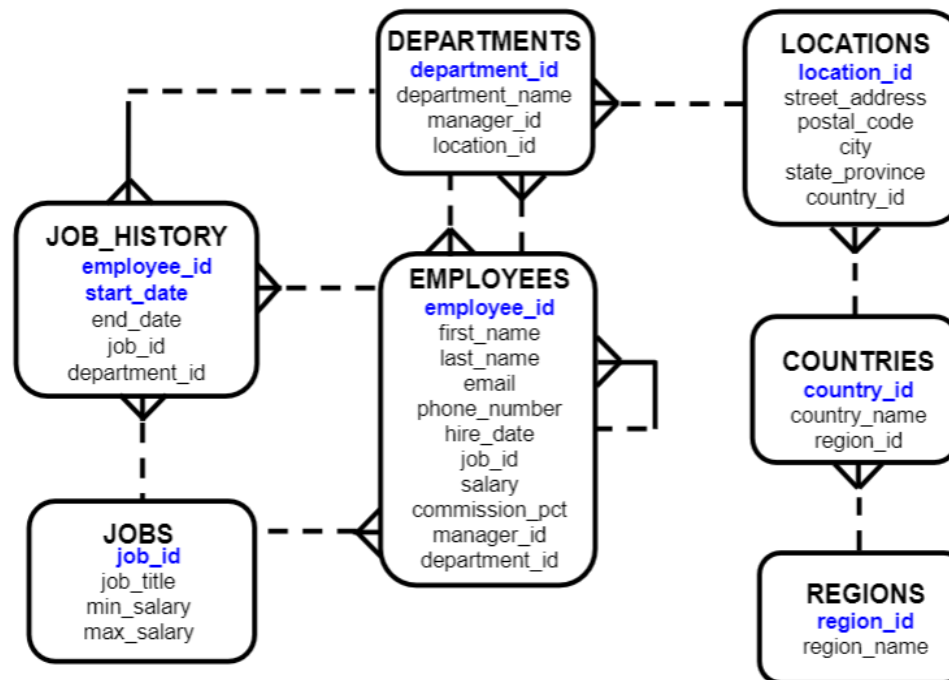 DEPARTMENTS
department_id
department_name
manager_id
location_id
LOCATIONS
location_id
street_address
postal_code
city
state_province
country_id
JOB_HISTORY
employee_id
start_date
end_date
job_id
department_id
EMPLOYEES
employee_id
first_name
last_name
email
phone_number
hire_date
job_id
salary
commission_pct
manager_id
department_id
COUNTRIES
country_id
country_name
region_id
JOBS
job_id
job_title
min_salary
max_salary
REGIONS
region_id
region_name